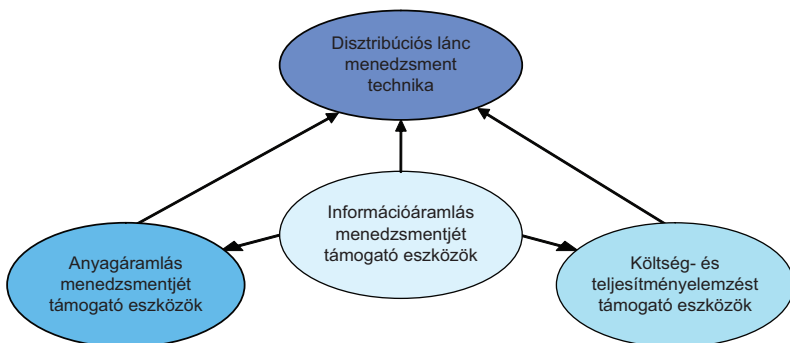 Disztribúciós lánc
menedzsment
technika
Információáramlás
menedzsmentjét
támogató eszközök
Anyagáramlás
menedzsmentjét
támogató eszközök
Költség- és
teljesítményelemzést
támogató eszközök